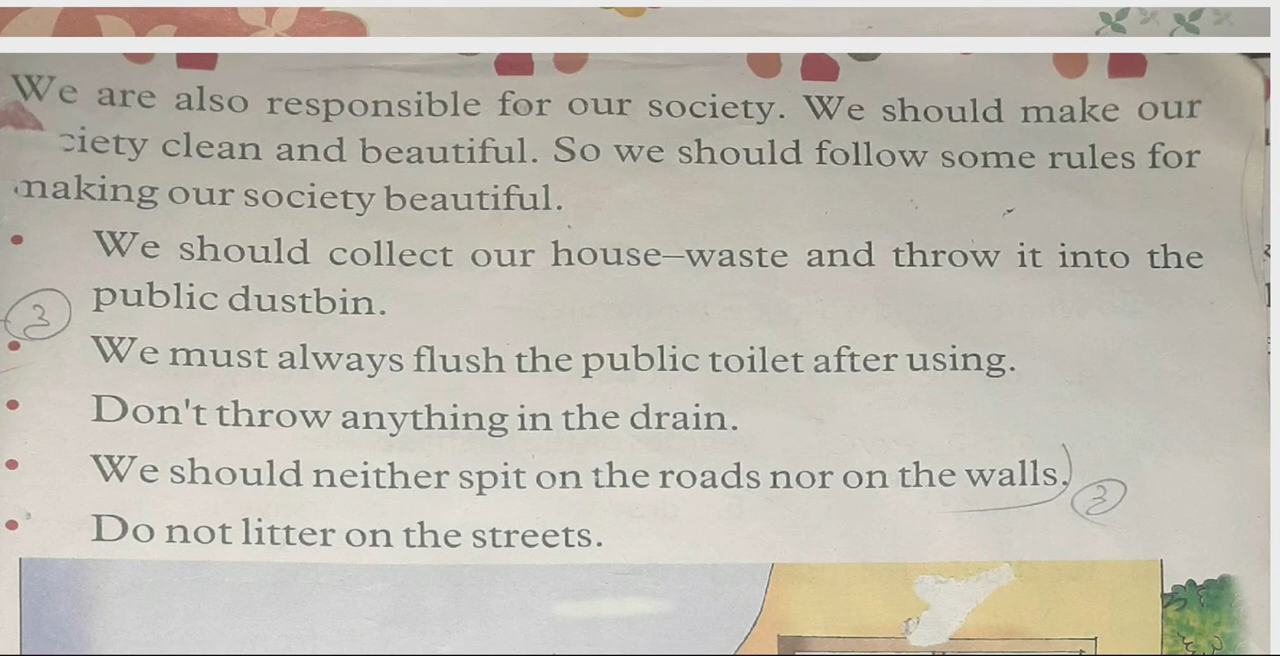 We are also responsible for our society. We should make our
ciety clean and beautiful. So we should follow some rules for
making our society beautiful.
• We should collect our house–waste and throw it into the
public dustbin.
3
• We must always flush the public toilet after using.
• Don't throw anything in the drain.
• We should neither spit on the roads nor on the walls.
• Do not litter on the streets.